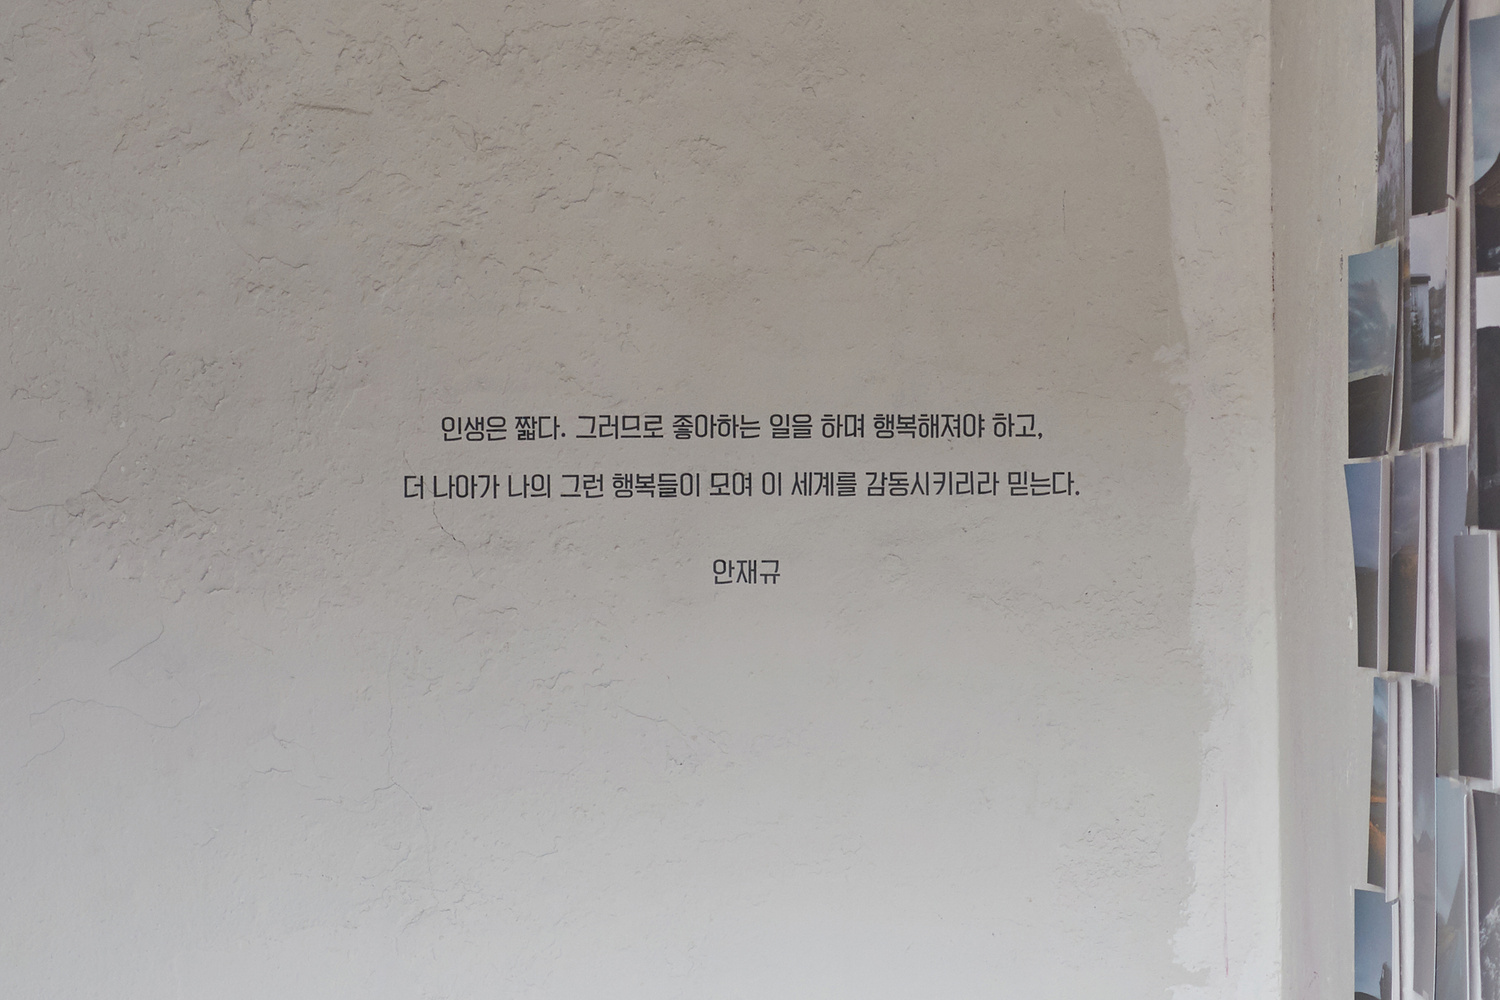 인생은 짧다. 그러므로 좋아하는 일을 하며 행복해져야 하고,
더 나아가 나의 그런 행복들이 모여 이 세계를 감동시키리라 믿는다.
안재규